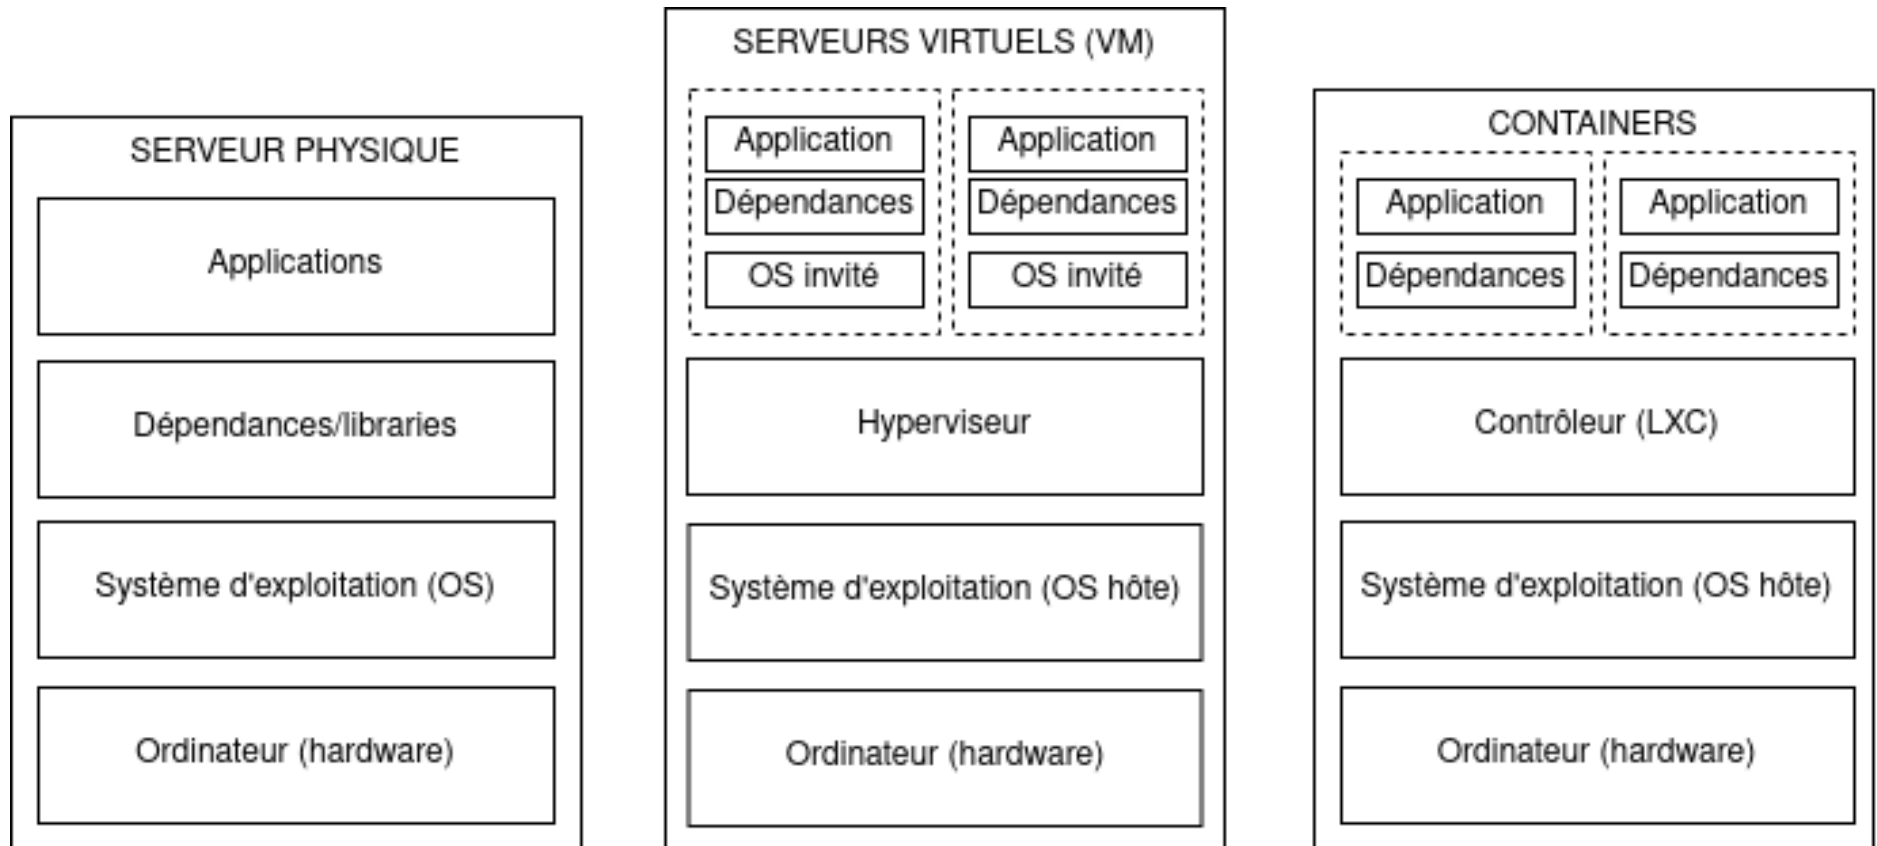 SERVEUR PHYSIQUE
Applications
Dépendances/libraries
Système d'exploitation (OS)
Ordinateur (hardware)
SERVEURS VIRTUELS (VM)
Application
Dépendances
OS invité
Application
Dépendances
OS invité
Hyperviseur
Système d'exploitation (OS hôte)
Ordinateur (hardware)
CONTAINERS
Application
Dépendances
Application
Dépendances
Contrôleur (LXC)
Système d'exploitation (OS hôte)
Ordinateur (hardware)